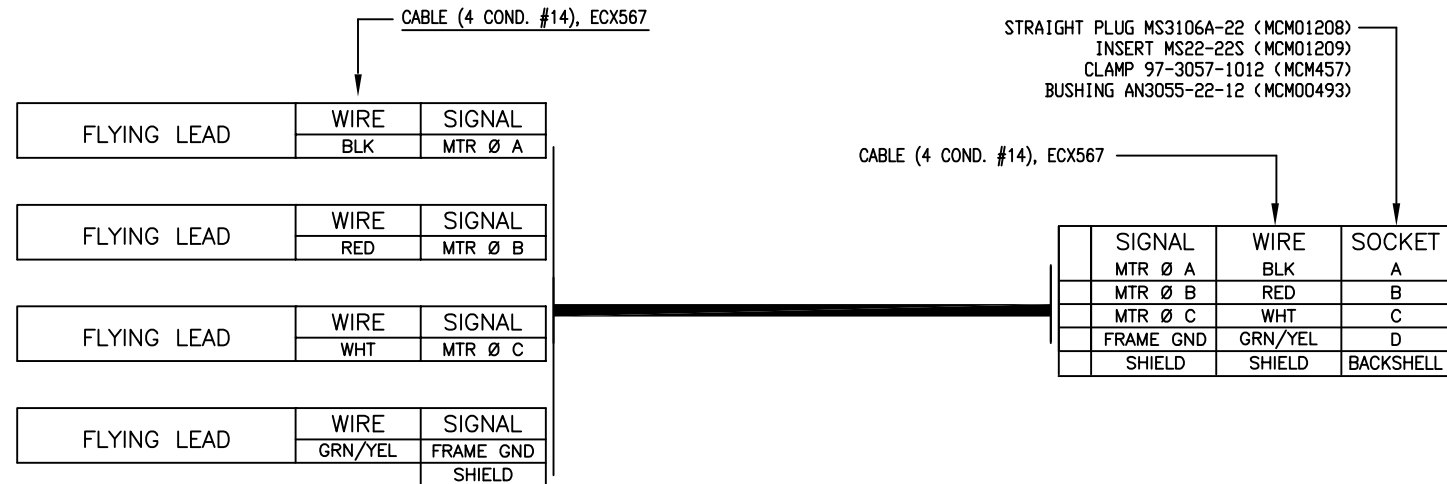 CABLE (4 COND. #14), ECX567
STRAIGHT PLUG MS3106A-22 (MCM01208)
INSERT MS22-22S (MCM01209)
CLAMP 97-3057-1012 (MCM457)
BUSHING AN3055-22-12 (MCM00493)
FLYING LEAD WIRE SIGNAL
BLK MTR Ø A
CABLE (4 COND. #14), ECX567
FLYING LEAD WIRE SIGNAL
RED MTR Ø B
FLYING LEAD WIRE SIGNAL
WHT MTR Ø C
FLYING LEAD WIRE SIGNAL
GRN/YEL FRAME GND
SHIELD
SIGNAL WIRE SOCKET
MTR Ø A BLK A
MTR Ø B RED B
MTR Ø C WHT C
FRAME GND GRN/YEL D
SHIELD SHIELD BACKSHELL